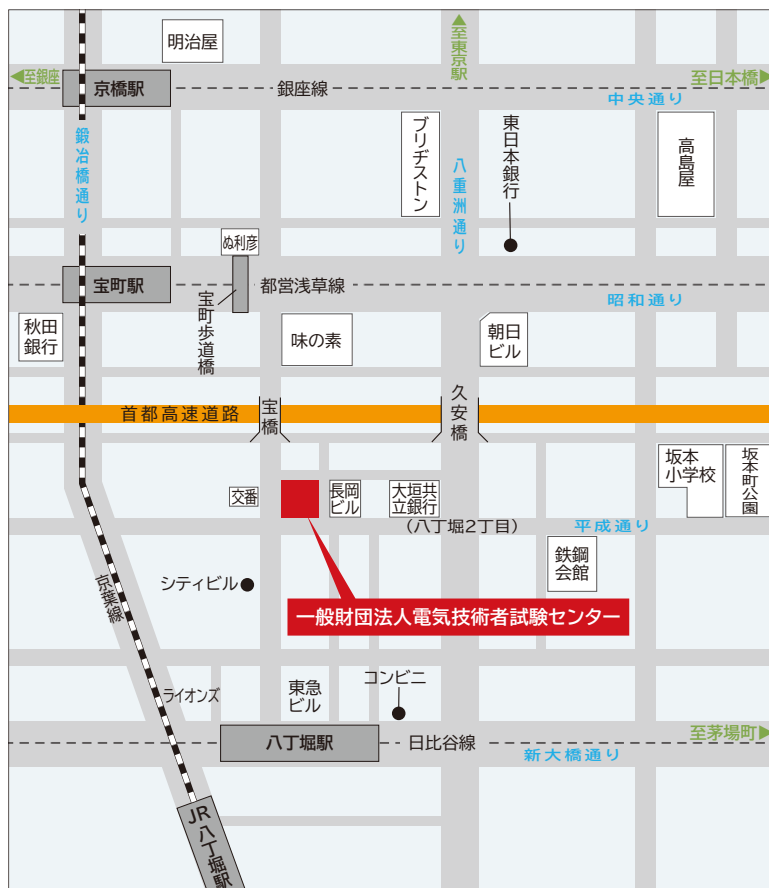 明治屋
至東京駅
至銀座
京橋駅
銀座線
至日本橋
中央通り
鍛冶橋通り
ブリヂストン
八重洲通り
東日本銀行
高島屋
ぬ利彦
宝町駅
都営浅草線
昭和通り
宝町歩道橋
秋田
銀行
味の素
朝日
ビル
首都高速道路
宝橋
久安橋
交番
長岡
ビル
大垣共
立銀行
(八丁堀2丁目)
平成通り
坂本
小学校
坂本町公園
鉄鋼
会館
京葉線
シティビル
一般財団法人電気技術者試験センター
ライオンズ
東急
ビル
コンビニ
八丁堀駅
日比谷線
至茅場町
新大橋通り
JR八丁堀駅